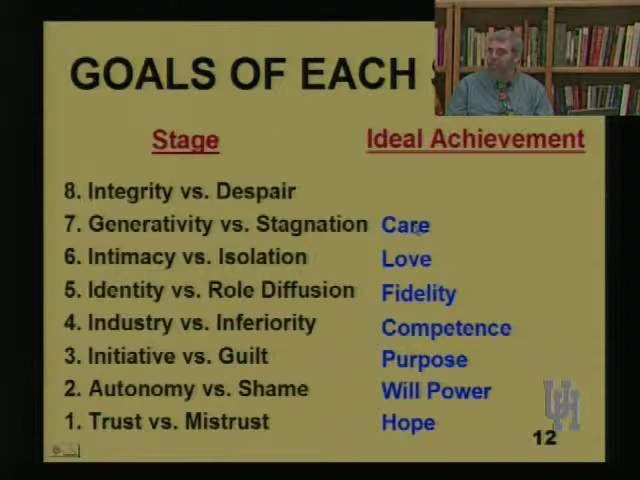 GOALS OF EACH
Stage Ideal Achievement
8. Integrity vs. Despair
7. Generativity vs. Stagnation Care
6. Intimacy vs. Isolation Love
5. Identity vs. Role Diffusion Fidelity
4. Industry vs. Inferiority Competence
3. Initiative vs. Guilt Purpose
2. Autonomy vs. Shame Will Power
1. Trust vs. Mistrust Hope
UH
12